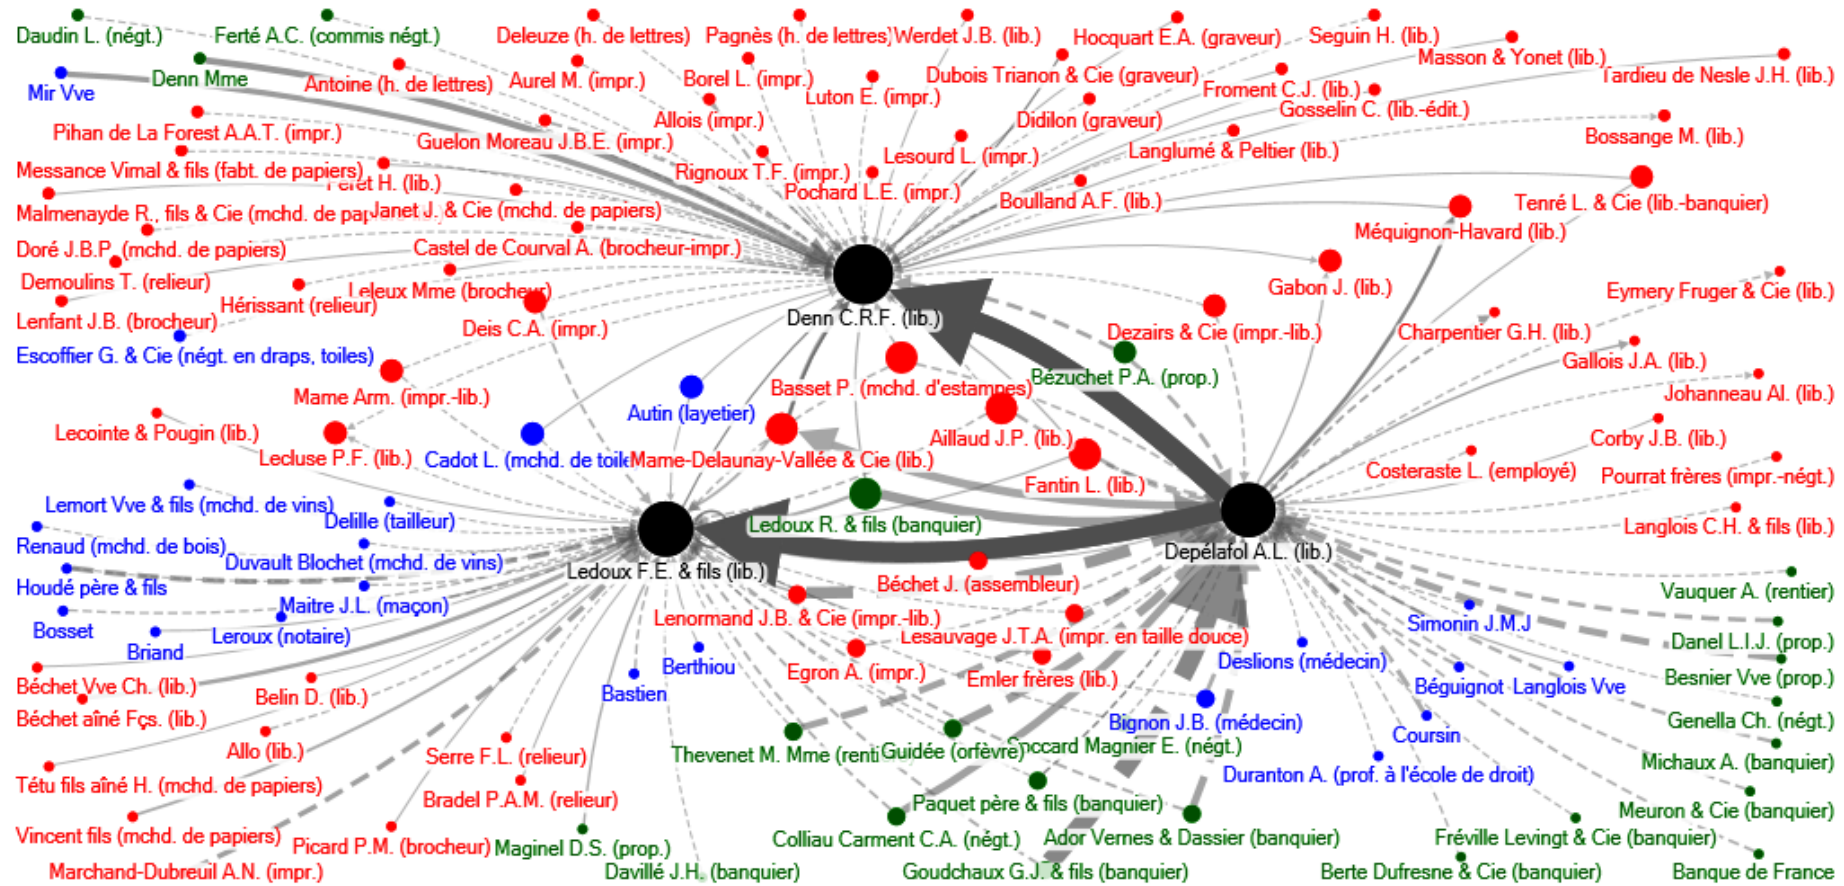 Daudin L. (négt.)
Ferté A.C. (commis négt.)
Deleuze (h. de lettres)
Pagnès (h. de lettres)
Werdet J.B. (lib.)
Hocquart E.A. (graveur)
Seguin H. (lib.)
Masson & Yonet (lib.)
Tardieu de Nesle J.H. (lib.)
Mir Vve
Denn Mme
Antoine (h. de lettres)
Aurel M. (impr.)
Borel L. (impr.)
Luton E. (impr.)
Dubois Trianon & Cie (graveur)
Froment C.J. (lib.)
Gosselin C. (lib.-édit.)
Pihan de La Forest A.A.T. (impr.)
Guelon Moreau J.B.E. (impr.)
Allois (impr.)
Didilon (graveur)
Bossange M. (lib.)
Messance Vimal & fils (fabt. de papiers)
Feret H. (lib.)
Rignoux T.F. (impr.)
Lesourd L. (impr.)
Langlumé & Peltier (lib.)
Pochard L.E. (impr.)
Boulland A.F. (lib.)
Tenré L. & Cie (lib.-banquier)
Malmenayde R., fils & Cie (mchd. de pap
Janet J. & Cie (mchd. de papiers)
Méquignon-Havard (lib.)
Doré J.B.P. (mchd. de papiers)
Castel de Courval A. (brocheur-impr.)
Demoulins T. (relieur)
Hérissant (relieur)
Leleux Mme (brocheur)
Gabon J. (lib.)
Eymery Fruger & Cie (lib.)
Lenfant J.B. (brocheur)
Deis C.A. (impr.)
Denn C.R.F. (lib.)
Dezairs & Cie (impr.-lib.)
Charpentier G.H. (lib.)
Escoffier G. & Cie (négt. en draps, toiles)
Gallois J.A. (lib.)
Mame Arm. (impr.-lib.)
Basset P. (mchd. d'estampes)
Bézuchet P.A. (prop.)
Johanneau Al. (lib.)
Autin (layetier)
Lecointe & Pougin (lib.)
Lecluse P.F. (lib.)
Cadot L. (mchd. de toile
Mame-Delaunay-Vallée & Cie (lib.)
Aillaud J.P. (lib.)
Corby J.B. (lib.)
Fantin L. (lib.)
Costeraste L. (employé)
Pourrat frères (impr.-négt.)
Lemort Vve & fils (mchd. de vins)
Delille (tailleur)
Ledoux R. & fils (banquier)
Langlois C.H. & fils (lib.)
Renaud (mchd. de bois)
Duvault Blochet (mchd. de vins)
Ledoux F.E. & fils (lib.)
Depélafol A.L. (lib.)
Houdé père & fils
Maitre J.L. (maçon)
Béchet J. (assembleur)
Vauquer A. (rentier)
Bosset
Briand
Leroux (notaire)
Lenormand J.B. & Cie (impr.-lib.)
Lesauvage J.T.A. (impr. en taille douce)
Simonin J.M.J
Danel L.I.J. (prop.)
Berthiou
Egron A. (impr.)
Emler frères (lib.)
Deslions (médecin)
Besnier Vve (prop.)
Béchet Vve Ch. (lib.)
Belin D. (lib.)
Bastien
Béguignot
Langlois Vve
Béchet aîné Fçs. (lib.)
Bignon J.B. (médecin)
Genella Ch. (négt.)
Allo (lib.)
Serre F.L. (relieur)
Thevenet M. Mme (renti
Guidée (orfèvre)
Soccard Magnier E. (négt.)
Coursin
Michaux A. (banquier)
Têtu fils aîné H. (mchd. de papiers)
Bradel P.A.M. (relieur)
Paquet père & fils (banquier)
Duranton A. (prof. à l'école de droit)
Meuron & Cie (banquier)
Vincent fils (mchd. de papiers)
Picard P.M. (brocheur)
Maginel D.S. (prop.)
Colliau Carment C.A. (négt.)
Ador Vernes & Dassier (banquier)
Fréville Levingt & Cie (banquier)
Marchand-Dubreuil A.N. (impr.)
Davillé J.H. (banquier)
Goudchaux G.J. & fils (banquier)
Berte Dufresne & Cie (banquier)
Banque de France